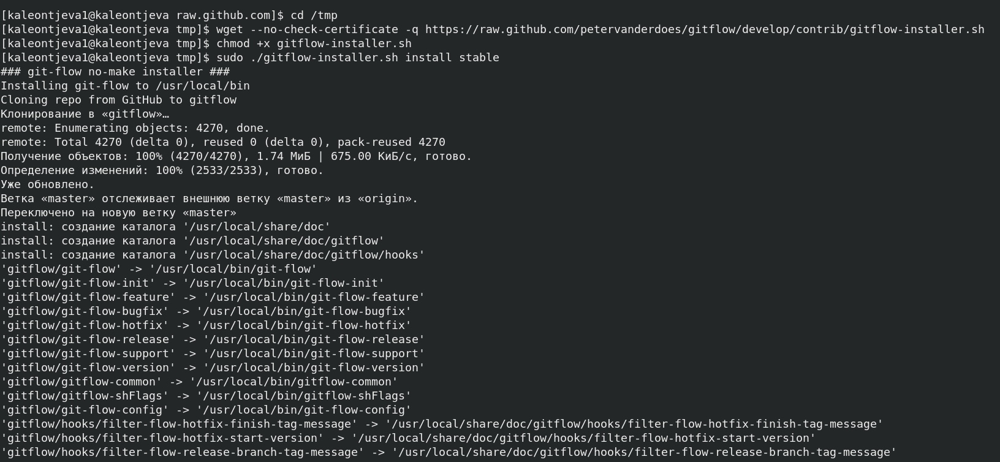 [kaleontjeva1@kaleontjeva raw.github.com]$ cd /tmp
[kaleontjeva1@kaleontjeva tmp]$ wget --no-check-certificate -q https://raw.github.com/petervanderdoes/gitflow/develop/contrib/gitflow-installer.sh
[kaleontjeva1@kaleontjeva tmp]$ chmod +x gitflow-installer.sh
[kaleontjeva1@kaleontjeva tmp]$ sudo ./gitflow-installer.sh install stable
### git-flow no-make installer ###
Installing git-flow to /usr/local/bin
Cloning repo from GitHub to gitflow
Клонирование в «gitflow»…
remote: Enumerating objects: 4270, done.
remote: Total 4270 (delta 0), reused 0 (delta 0), pack-reused 4270
Получение объектов: 100% (4270/4270), 1.74 МиБ | 675.00 КиБ/с, готово.
Определение изменений: 100% (2533/2533), готово.
Уже обновлено.
Ветка «master» отслеживает внешнюю ветку «master» из «origin».
Переключено на новую ветку «master»
install: создание каталога '/usr/local/share/doc'
install: создание каталога '/usr/local/share/doc/gitflow'
install: создание каталога '/usr/local/share/doc/gitflow/hooks'
'gitflow/git-flow' -> '/usr/local/bin/git-flow'
'gitflow/git-flow-init' -> '/usr/local/bin/git-flow-init'
'gitflow/git-flow-feature' -> '/usr/local/bin/git-flow-feature'
'gitflow/git-flow-bugfix' -> '/usr/local/bin/git-flow-bugfix'
'gitflow/git-flow-hotfix' -> '/usr/local/bin/git-flow-hotfix'
'gitflow/git-flow-release' -> '/usr/local/bin/git-flow-release'
'gitflow/git-flow-support' -> '/usr/local/bin/git-flow-support'
'gitflow/git-flow-version' -> '/usr/local/bin/git-flow-version'
'gitflow/gitflow-common' -> '/usr/local/bin/gitflow-common'
'gitflow/gitflow-shFlags' -> '/usr/local/bin/gitflow-shFlags'
'gitflow/git-flow-config' -> '/usr/local/bin/git-flow-config'
'gitflow/hooks/filter-flow-hotfix-finish-tag-message' -> '/usr/local/share/doc/gitflow/hooks/filter-flow-hotfix-finish-tag-message'
'gitflow/hooks/filter-flow-hotfix-start-version' -> '/usr/local/share/doc/gitflow/hooks/filter-flow-hotfix-start-version'
'gitflow/hooks/filter-flow-release-branch-tag-message' -> '/usr/local/share/doc/gitflow/hooks/filter-flow-release-branch-tag-message'